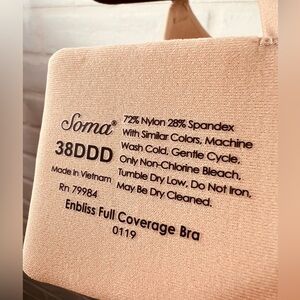 Soma®
38DDD
Made in Vietnam
Rn 79984
72% Nylon 28% Spandex
With Similar Colors, Machine
Wash Cold, Gentle Cycle,
Only Non-Chlorine Bleach,
Tumble Dry Low, Do Not Iron,
May Be Dry Cleaned.
Enbliss Full Coverage Bra
0119